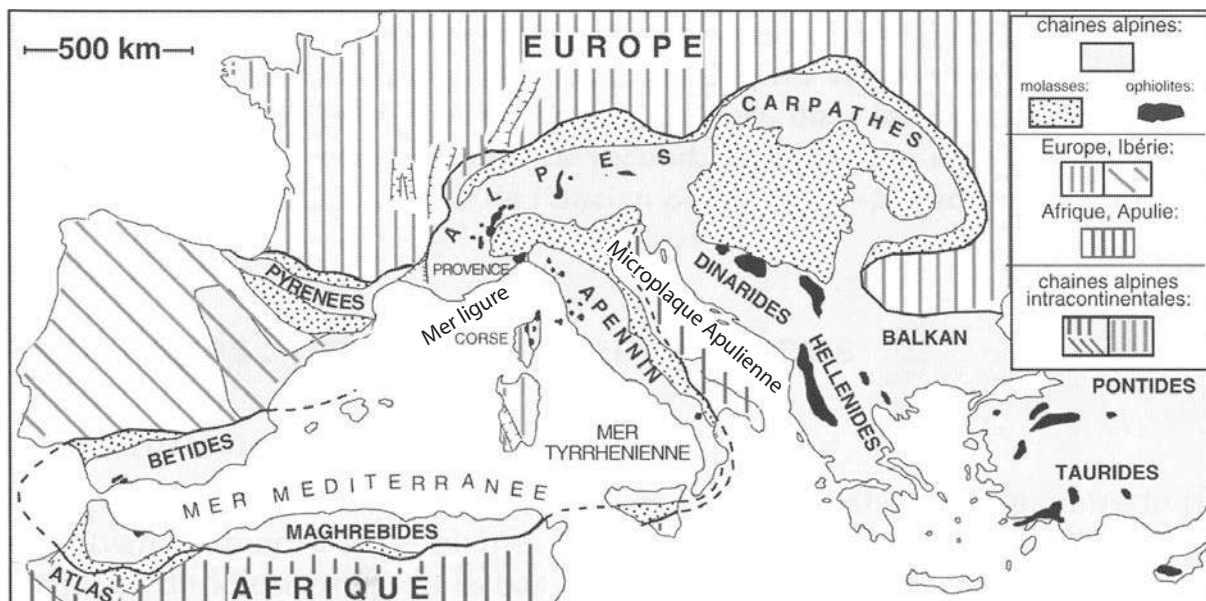 500 km
EUROPE
CARPATHES
ALPES
PROVENCE
PYRENEES
Mer ligure
CORSE
APENNIN
Microplaque Apulienne
DINARIDES
HELLENIDES
BALKAN
PONTIDES
TAURIDES
MER
TYRRHENIENNE
BETIDES
MER MEDITERRANEE
MAGHREBIDES
ATLAS
AFRIQUE
chaines alpines:
molasses: ophiolites:
Europe, Ibérie:
Afrique, Apulie:
chaines alpines
intracontinentales: